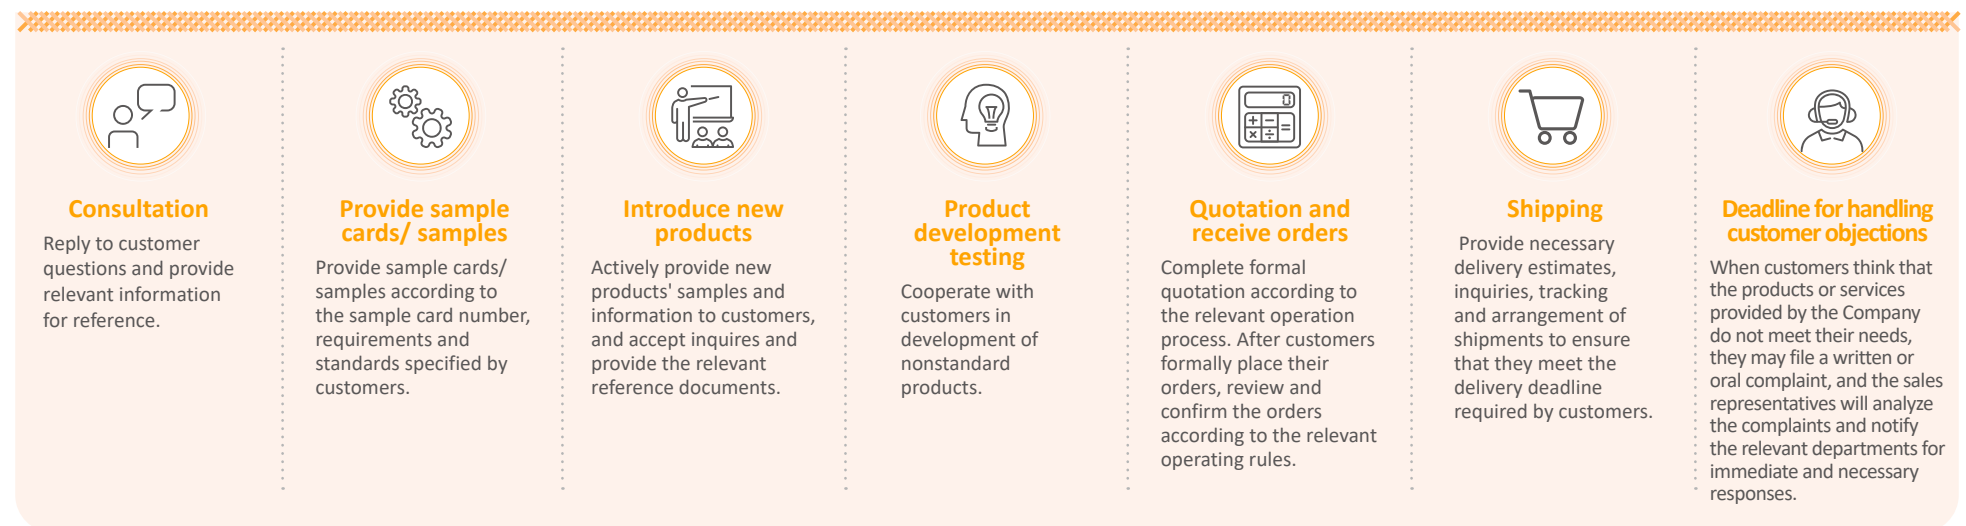 Consultation
Reply to customer
questions and provide
relevant information
for reference.
Provide sample
cards/ samples
Provide sample cards/
samples according to
the sample card number,
requirements and
standards specified by
customers.
Introduce new
products
Actively provide new
products' samples and
information to customers,
and accept inquires and
provide the relevant
reference documents.
Product
development
testing
Cooperate with
customers in
development of
nonstandard
products.
Quotation and
receive orders
Complete formal
quotation according to
the relevant operation
process. After customers
formally place their
orders, review and
confirm the orders
according to the relevant
operating rules.
Shipping
Provide necessary
delivery estimates,
inquiries, tracking
and arrangement of
shipments to ensure
that they meet the
delivery deadline
required by customers.
Deadline for handling
customer objections
When customers think that
the products or services
provided by the Company
do not meet their needs,
they may file a written or
oral complaint, and the sales
representatives will analyze
the complaints and notify
the relevant departments for
immediate and necessary
responses.